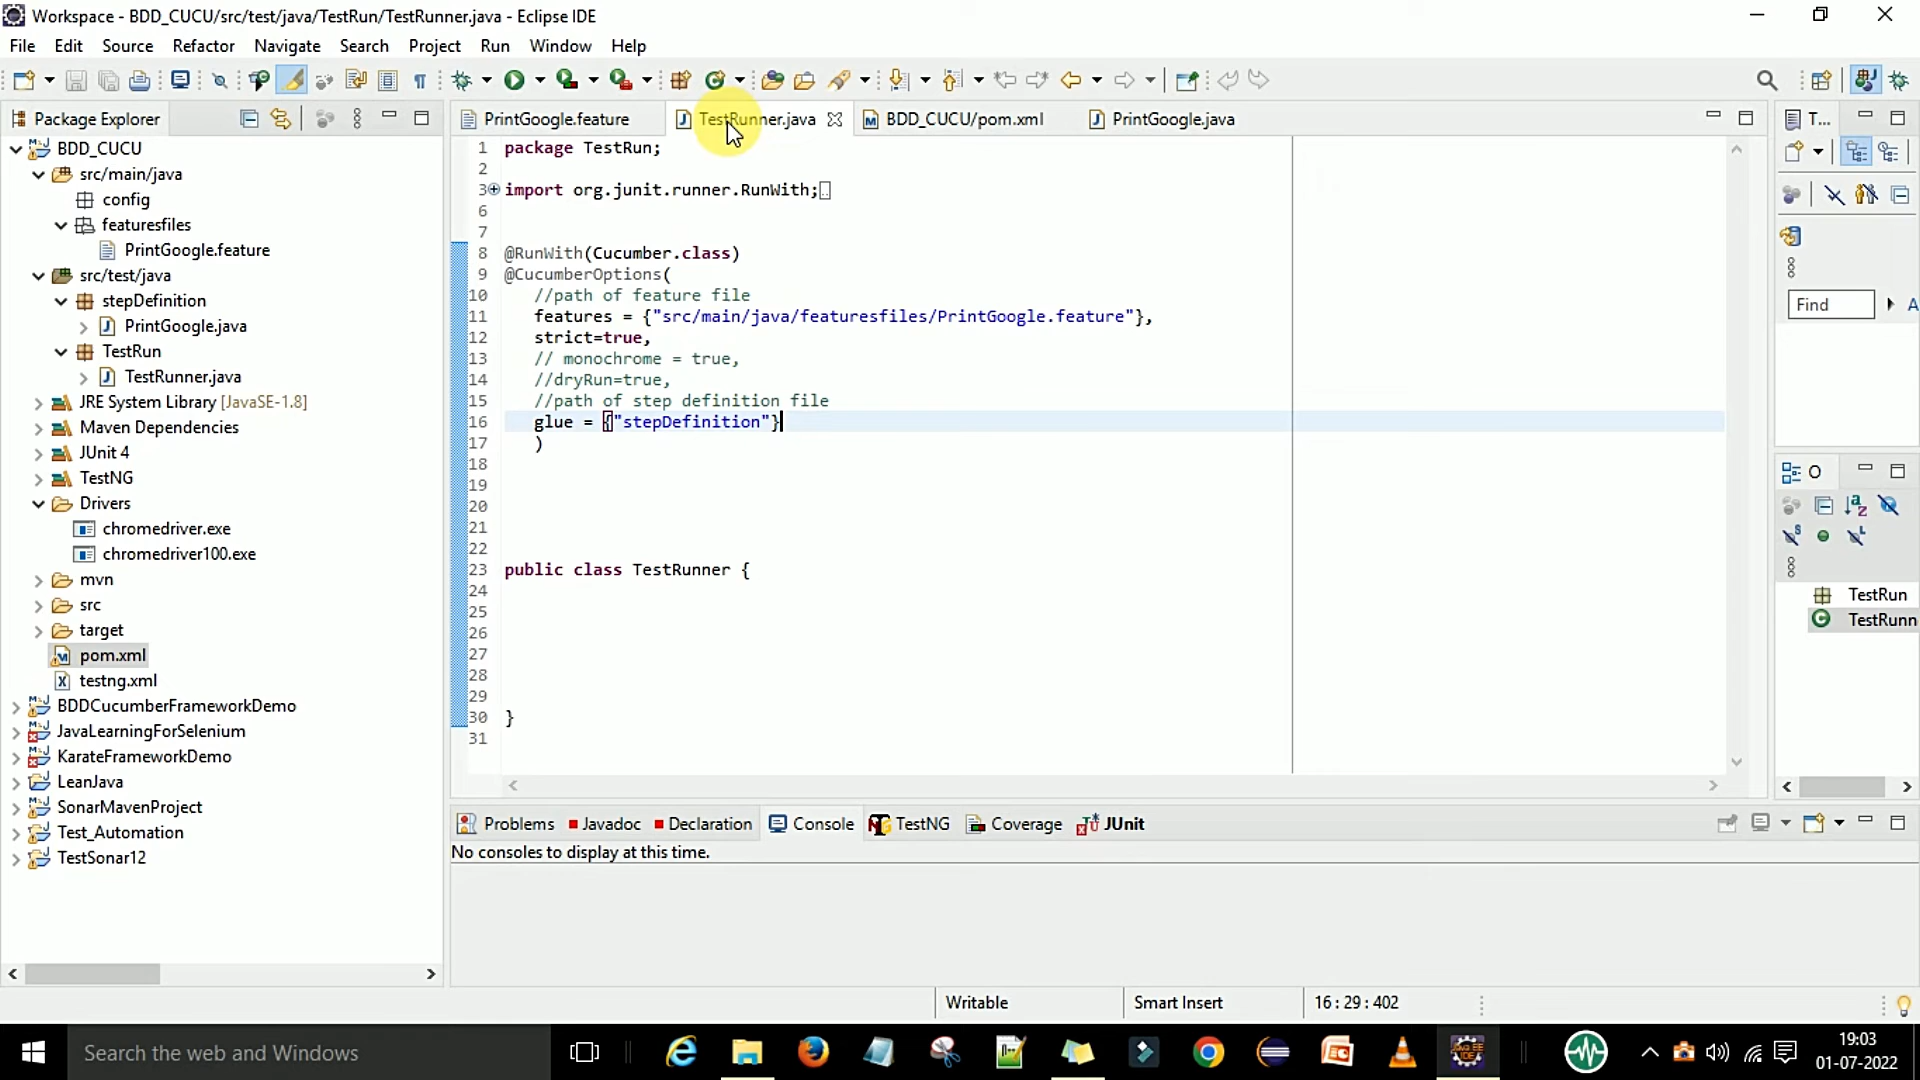 Workspace - BDD_CUCU/src/test/java/TestRun/TestRunner.java - Eclipse IDE
File Edit Source Refactor Navigate Search Project Run Window Help
Package Explorer
BDD_CUCU
src/main/java
config
featuresfiles
PrintGoogle.feature
src/test/java
stepDefinition
PrintGoogle.java
TestRun
TestRunner.java
JRE System Library [JavaSE-1.8]
Maven Dependencies
JUnit 4
TestNG
Drivers
chromedriver.exe
chromedriver100.exe
mvn
src
target
pom.xml
testng.xml
BDDCucumberFrameworkDemo
JavaLearningForSelenium
KarateFrameworkDemo
LeanJava
SonarMavenProject
Test_Automation
TestSonar12
PrintGoogle.feature TestRunner.java BDD_CUCU/pom.xml PrintGoogle.java
1 package TestRun;
2
3 import org.junit.runner.RunWith;
6
7
8 @RunWith(Cucumber.class)
9 @CucumberOptions(
10 //path of feature file
11 features = {"src/main/java/featuresfiles/PrintGoogle.feature"},
12 strict=true,
13 // monochrome = true,
14 //dryRun=true,
15 //path of step definition file
16 glue = {"stepDefinition"}
17 )
18
19
20
21
22
23 public class TestRunner {
24
25
26
27
28
29
30 }
31
T...
Find
A
O
TestRun
TestRunn
Problems Javadoc Declaration Console TestNG Coverage JUnit
No consoles to display at this time.
Writable Smart Insert 16 : 29 : 402
Search the web and Windows
19:03
01-07-2022